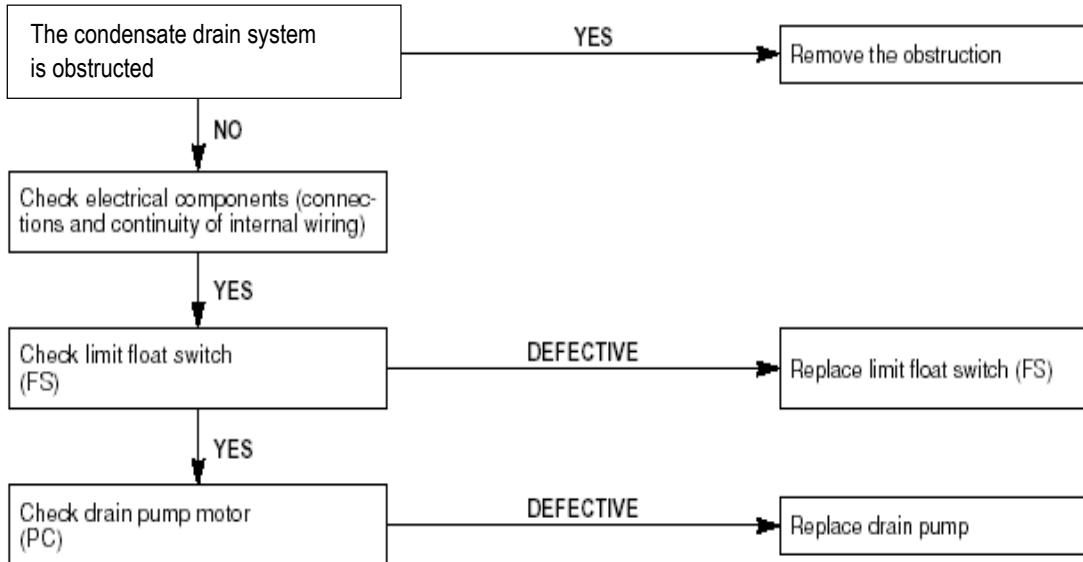 The condensate drain system
is obstructed
YES
Remove the obstruction
NO
Check electrical components (connec-
tions and continuity of internal wiring)
YES
Check limit float switch
(FS)
DEFECTIVE
Replace limit float switch (FS)
YES
Check drain pump motor
(PC)
DEFECTIVE
Replace drain pump